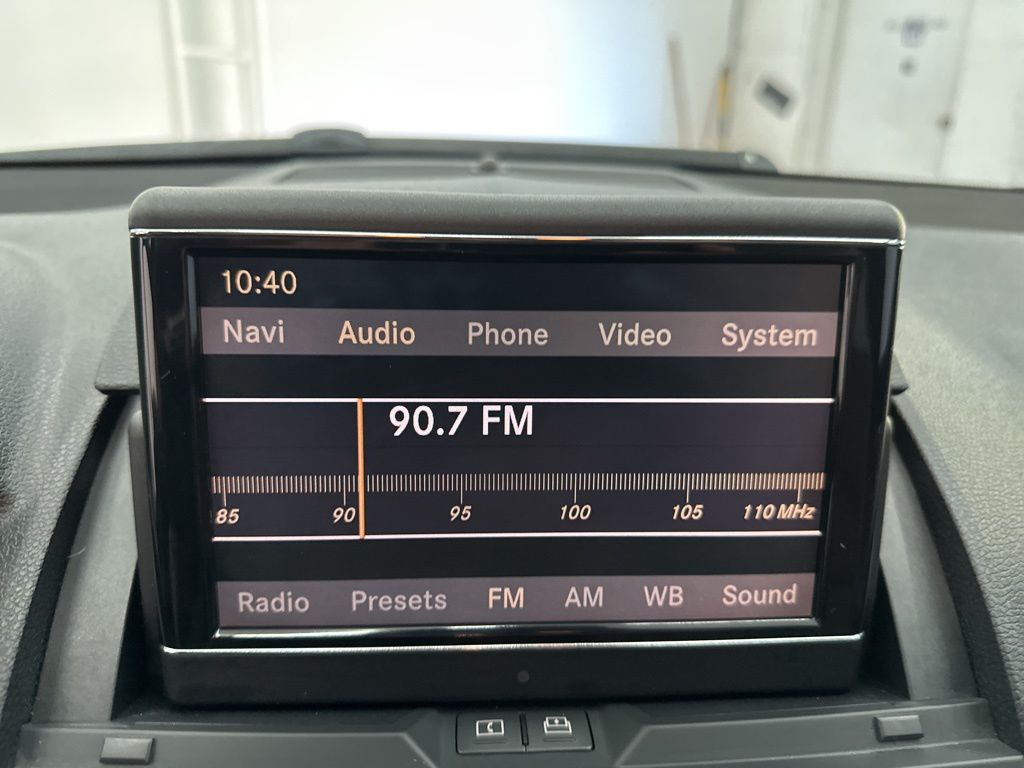 10:40
Navi Audio Phone Video System
90.7 FM
85 90 95 100 105 110 MHz
Radio Presets FM AM WB Sound